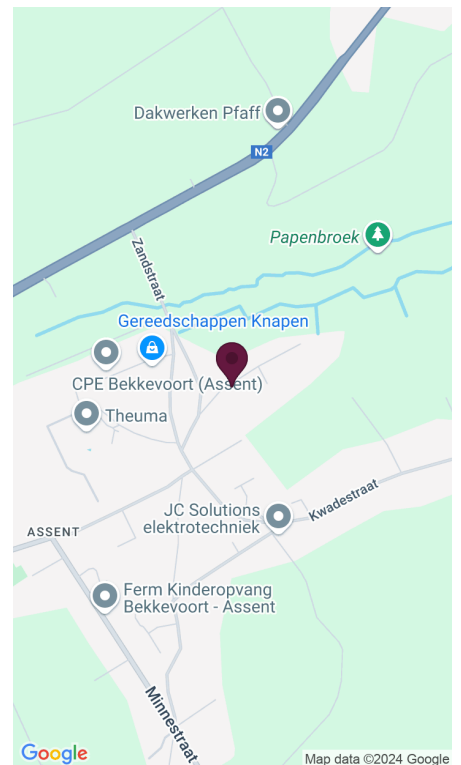 Dakwerken Pfaff
N2
Papenbroek
Zandstraat
Gereedschappen Knapen
CPE Bekkevoort (Assent)
Theuma
JC Solutions
elektrotechniek
Kwadestraat
ASSENT
Ferm Kinderopvang
Bekkevoort - Assent
Minnestraat
Google
Map data ©2024 Google